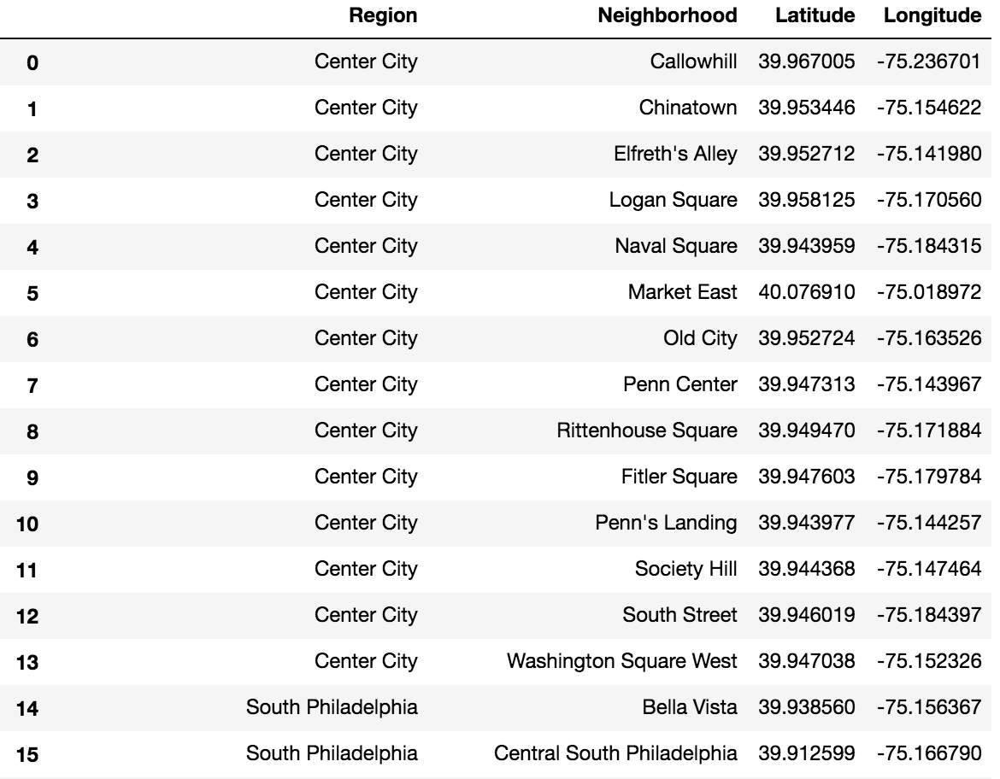 Region Neighborhood Latitude Longitude
0 Center City Callowhill 39.967005 -75.236701
1 Center City Chinatown 39.953446 -75.154622
2 Center City Elfreth's Alley 39.952712 -75.141980
3 Center City Logan Square 39.958125 -75.170560
4 Center City Naval Square 39.943959 -75.184315
5 Center City Market East 40.076910 -75.018972
6 Center City Old City 39.952724 -75.163526
7 Center City Penn Center 39.947313 -75.143967
8 Center City Rittenhouse Square 39.949470 -75.171884
9 Center City Fitler Square 39.947603 -75.179784
10 Center City Penn's Landing 39.943977 -75.144257
11 Center City Society Hill 39.944368 -75.147464
12 Center City South Street 39.946019 -75.184397
13 Center City Washington Square West 39.947038 -75.152326
14 South Philadelphia Bella Vista 39.938560 -75.156367
15 South Philadelphia Central South Philadelphia 39.912599 -75.166790